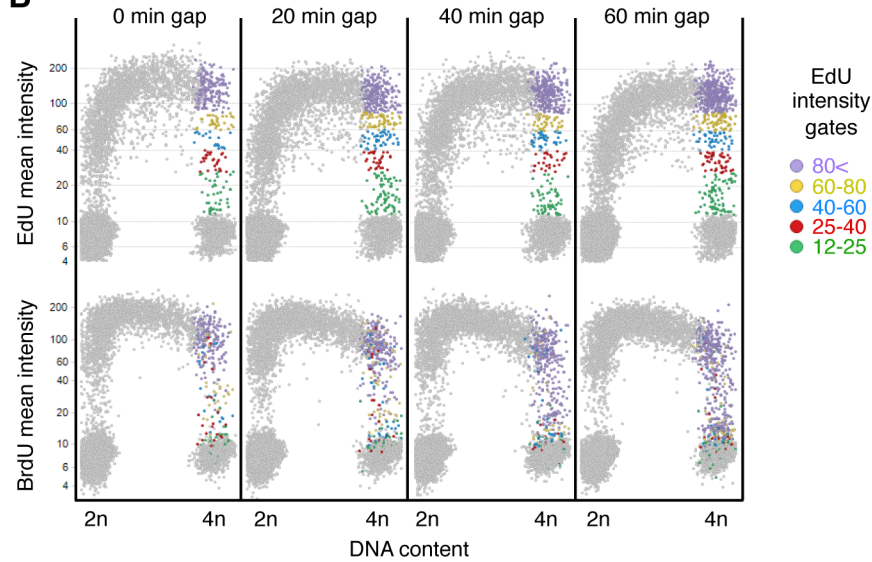 B
0 min gap
20 min gap
40 min gap
60 min gap
EdU mean intensity
200
100
60
40
20
10
6
4
BrdU mean intensity
200
100
60
40
20
10
6
4
2n
4n
2n
4n
2n
4n
2n
4n
DNA content
EdU
intensity
gates
80<
60-80
40-60
25-40
12-25